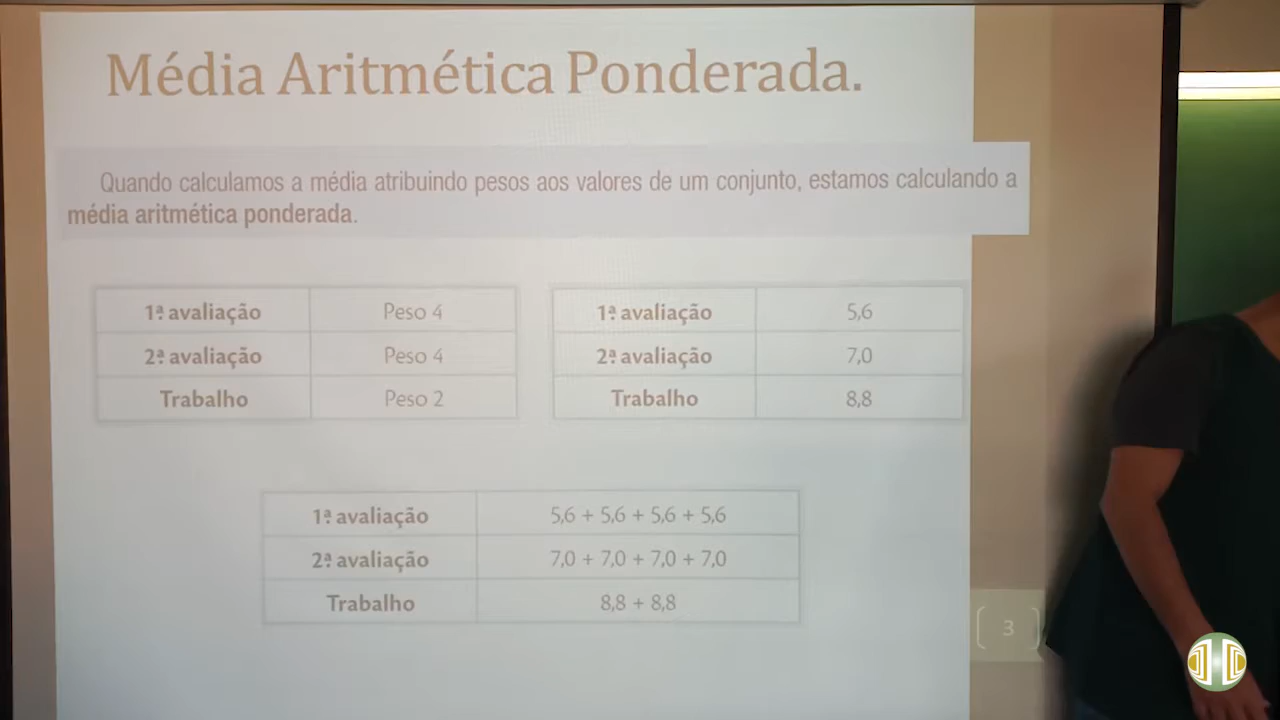 Média Aritmética Ponderada.
Quando calculamos a média atribuindo pesos aos valores de um conjunto, estamos calculando a
média aritmética ponderada.
1ª avaliação Peso 4
2ª avaliação Peso 4
Trabalho Peso 2
1ª avaliação 5,6
2ª avaliação 7,0
Trabalho 8,8
1ª avaliação 5,6 + 5,6 + 5,6 + 5,6
2ª avaliação 7,0 + 7,0 + 7,0 + 7,0
Trabalho 8,8 + 8,8
3